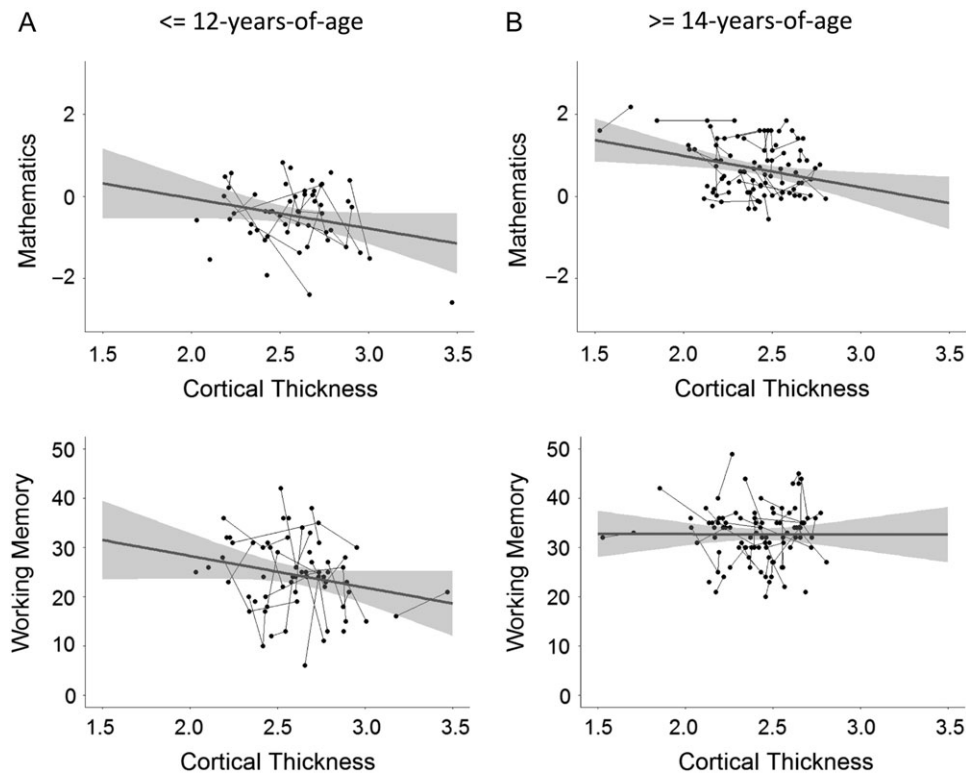 A <= 12-years-of-age B >= 14-years-of-age
Mathematics
2
0
−2
1.5 2.0 2.5 3.0 3.5
Cortical Thickness
Mathematics
2
0
−2
1.5 2.0 2.5 3.0 3.5
Cortical Thickness
Working Memory
50
40
30
20
10
0
1.5 2.0 2.5 3.0 3.5
Cortical Thickness
Working Memory
50
40
30
20
10
0
1.5 2.0 2.5 3.0 3.5
Cortical Thickness